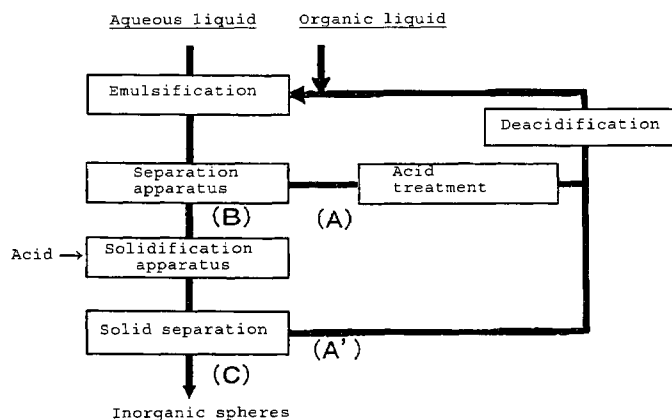 Aqueous liquid Organic liquid
Emulsification
Deacidification
Separation
apparatus
Acid
treatment
(B) (A)
Acid → Solidification
apparatus
Solid separation
(A')
(C)
Inorganic spheres